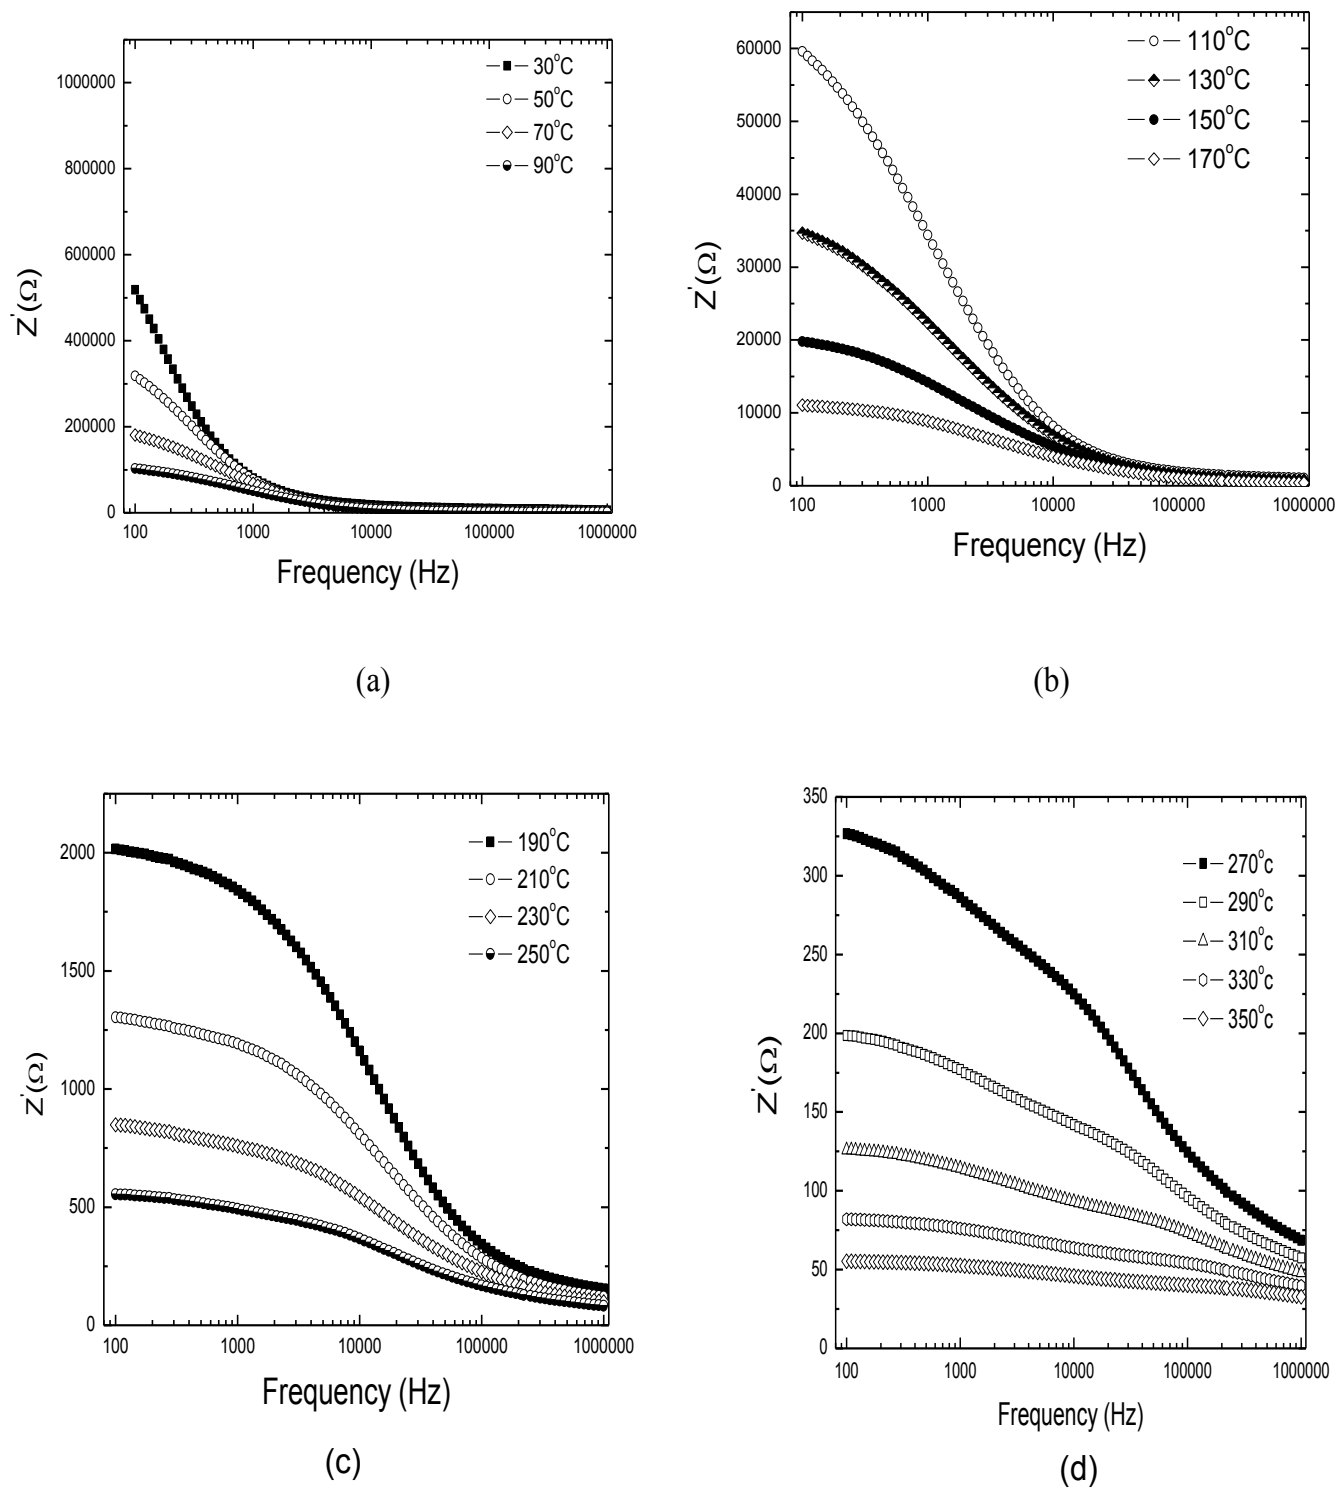 1000000
800000
600000
400000
200000
0
Z'(Ω)
30°C
50°C
70°C
90°C
100 1000 10000 100000 1000000
Frequency (Hz)
(a)
60000
50000
40000
30000
20000
10000
0
Z'(Ω)
110°C
130°C
150°C
170°C
100 1000 10000 100000 1000000
Frequency (Hz)
(b)
2000
1500
1000
500
0
Z'(Ω)
190°C
210°C
230°C
250°C
100 1000 10000 100000 1000000
Frequency (Hz)
(c)
350
300
250
200
150
100
50
0
Z'(Ω)
270°c
290°c
310°c
330°c
350°c
100 1000 10000 100000 1000000
Frequency (Hz)
(d)